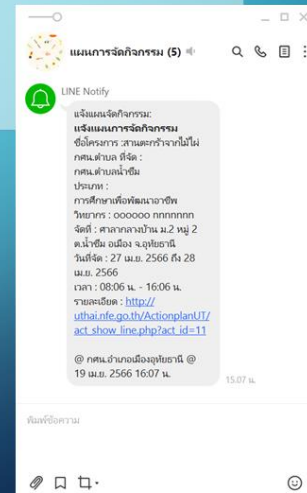 แผนการจัดกิจกรรม (5)
LINE Notify
แจ้งแผนจัดกิจกรรม:
แจ้งแผนการจัดกิจกรรม
ชื่อโครงการ :สานตะกร้าจากไม้ไผ่
กศน.ตำบล ที่จัด :
กศน.ตำบลน้ำซึม
ประเภท :
การศึกษาเพื่อพัฒนาอาชีพ
วิทยากร : oooooo nnnnnnn
จัดที่ : ศาลากลางบ้าน ม.2 หมู่ 2
ต.น้ำซึม อเมือง จ.อุทัยธานี
วันที่จัด : 27 เม.ย. 2566 ถึง 28
เม.ย. 2566
เวลา : 08:06 น. - 16:06 น.
รายละเอียด : http://
uthai.nfe.go.th/ActionplanUT/
act_show_line.php?act_id=11
@ กศน.อำเภอเมืองอุทัยธานี @
19 เม.ย. 2566 16:07 น.
15.07 น.
พิมพ์ข้อความ